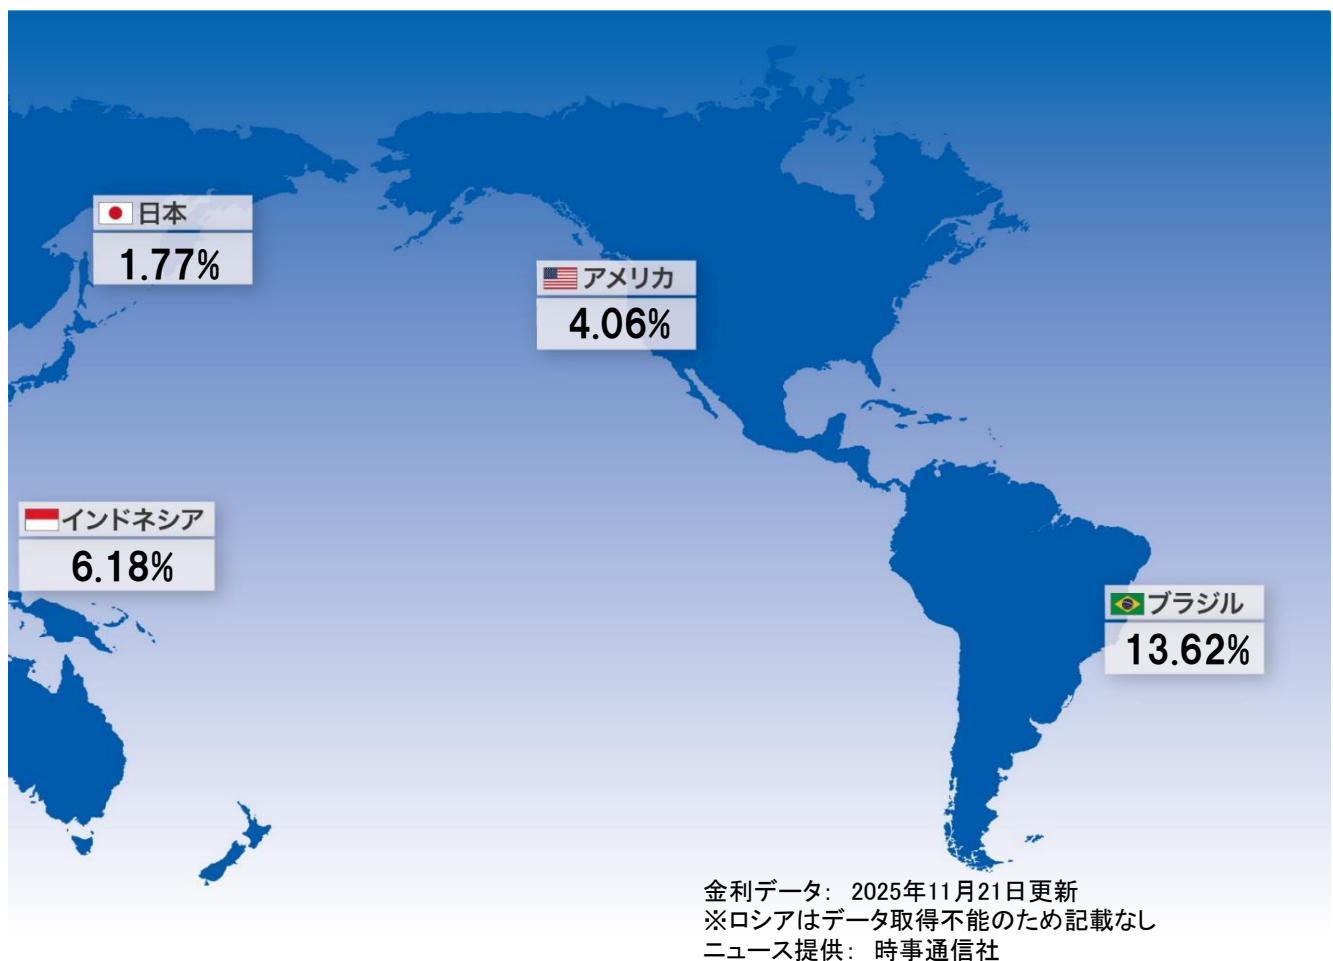 日本
1.77%
アメリカ
4.06%
インドネシア
6.18%
ブラジル
13.62%
金利データ: 2025年11月21日更新
※ロシアはデータ取得不能のため記載なし
ニュース提供: 時事通信社